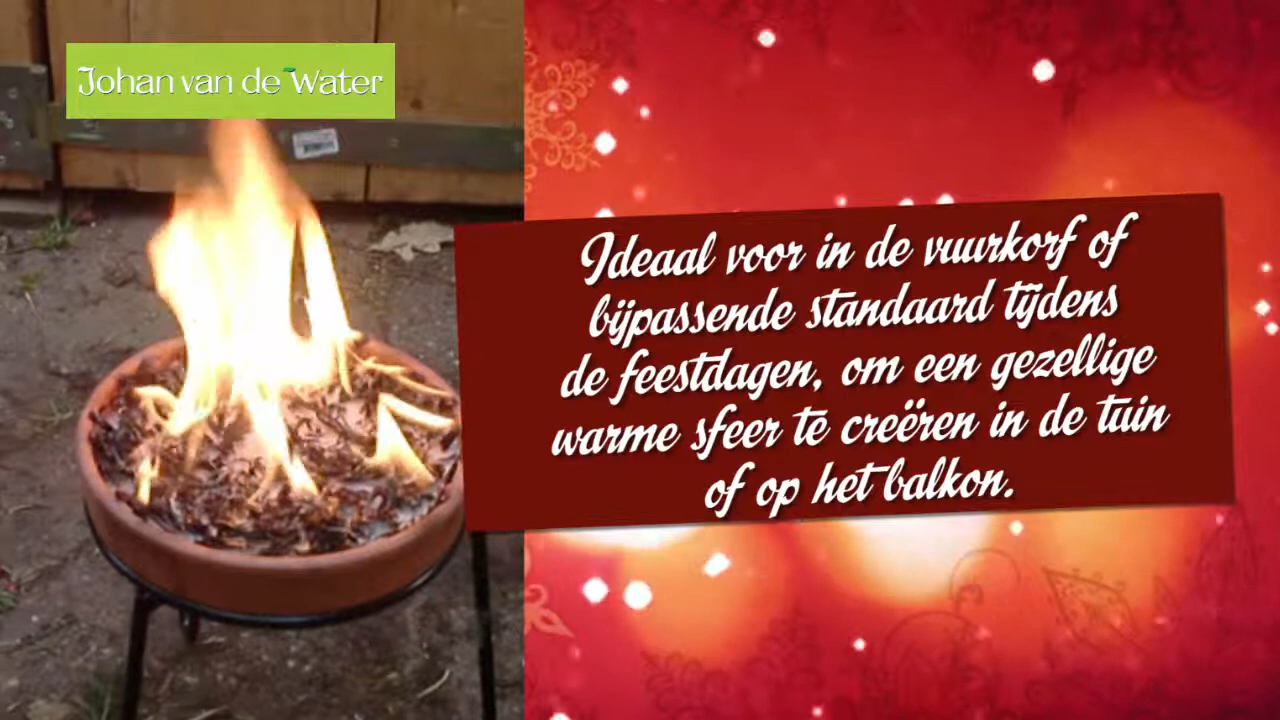 Johan van de Water
Ideaal voor in de vuurkorf of
bijpassende standaard tijdens
de feestdagen, om een gezellige
warme sfeer te creëren in de tuin
of op het balkon.